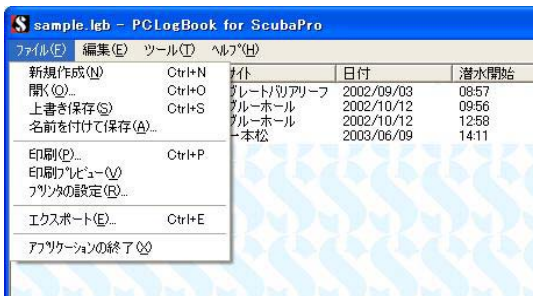 sample.lgb - PCLogBook for ScubaPro
ファイル(F) 編集(E) ツール(T) ヘルプ(H)
サイト 日付 潜水開始
新規作成(N) Ctrl+N
開く(O)... Ctrl+O
上書き保存(S) Ctrl+S
名前を付けて保存(A)...
印刷(P)... Ctrl+P
印刷プレビュー(V)
プリンタの設定(R)...
エクスポート(E)... Ctrl+E
アプリケーションの終了(X)
レートバリアリーフ 2002/09/03 08:57
ブルーホール 2002/10/12 09:56
ブルーホール 2002/10/12 12:58
一本松 2003/06/09 14:11